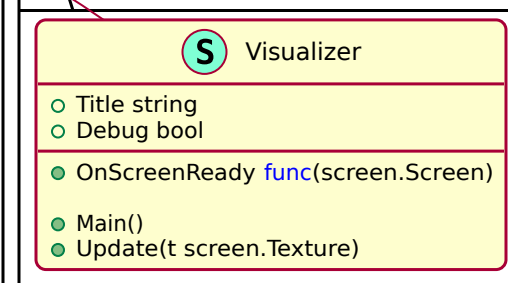 S Visualizer
Title string
Debug bool
OnScreenReady func(screen.Screen)
Main()
Update(t screen.Texture)